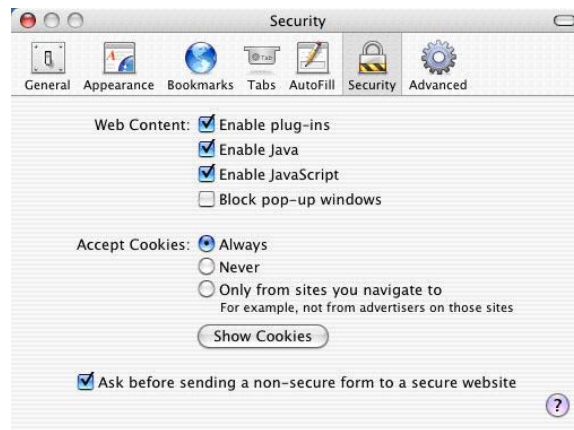 Security
General Appearance Bookmarks Tabs AutoFill Security Advanced
Web Content: Enable plug-ins
Enable Java
Enable JavaScript
Block pop-up windows
Accept Cookies: Always
Never
Only from sites you navigate to
For example, not from advertisers on those sites
Show Cookies
Ask before sending a non-secure form to a secure website
?